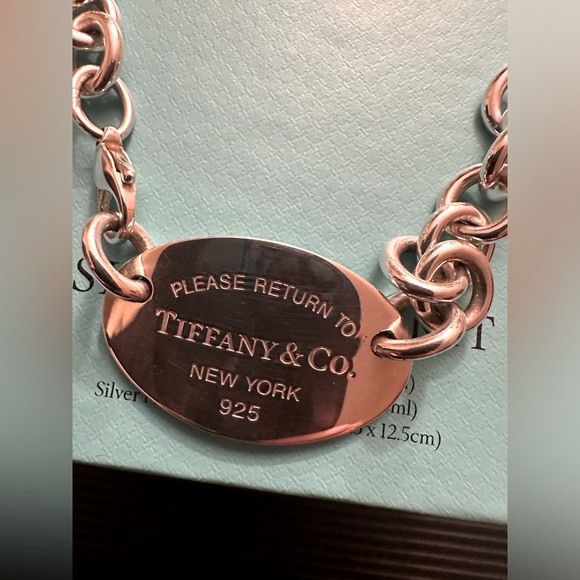 PLEASE RETURN TO
TIFFANY & CO.
NEW YORK
925
Silver
ml)
x 12.5cm)